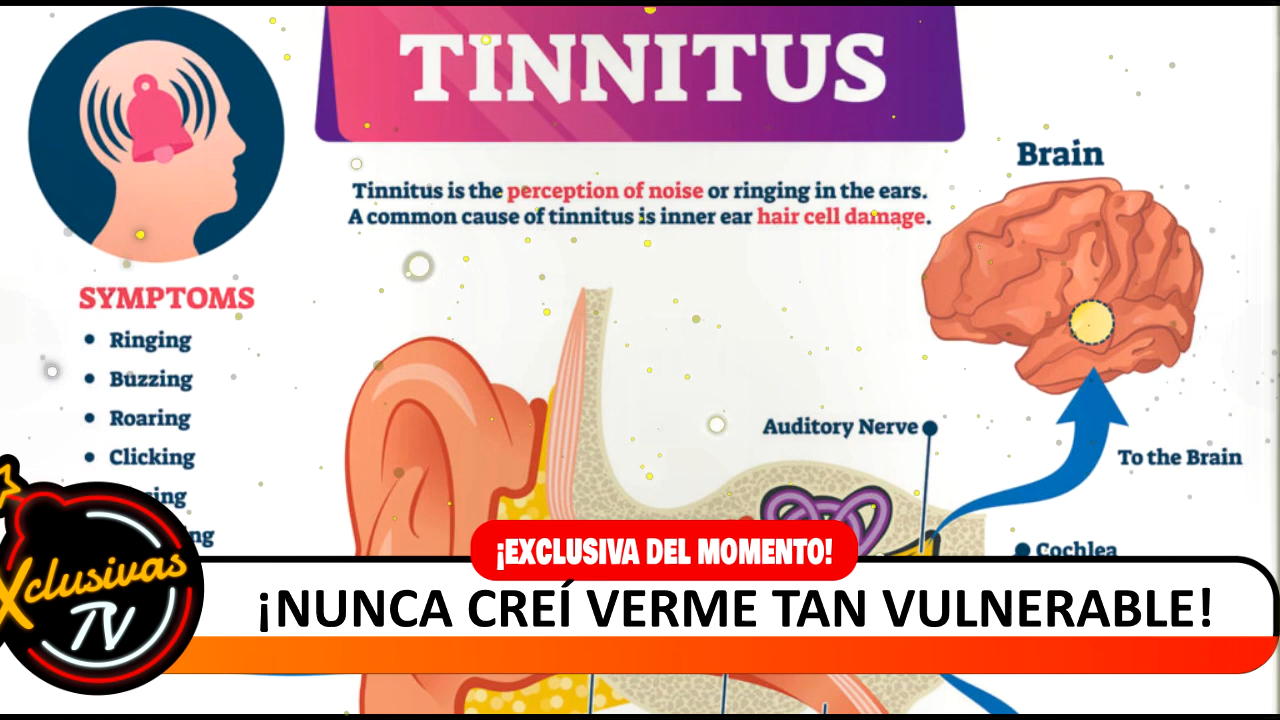 TINNITUS
Tinnitus is the perception of noise or ringing in the ears.
A common cause of tinnitus is inner ear hair cell damage.
Brain
SYMPTOMS
Ringing
Buzzing
Roaring
Clicking
Auditory Nerve
To the Brain
Cochlea
¡EXCLUSIVA DEL MOMENTO!
¡NUNCA CREÍ VERME TAN VULNERABLE!
Xclusivas
TV